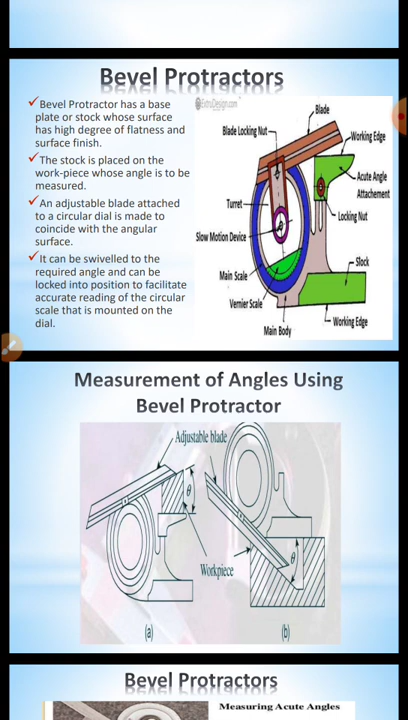 Bevel Protractors
✓Bevel Protractor has a base
plate or stock whose surface
has high degree of flatness and
surface finish.
✓The stock is placed on the
work-piece whose angle is to be
measured.
✓An adjustable blade attached
to a circular dial is made to
coincide with the angular
surface.
✓It can be swivelled to the
required angle and can be
locked into position to facilitate
accurate reading of the circular
scale that is mounted on the
dial.
ExtruDesign.com
Blade
Blade Locking Nut
Working Edge
Acute Angle
Attachement
Turret
Locking Nut
Slow Motion Device
Slock
Main Scale
Vernier Scale
Working Edge
Main Body
Measurement of Angles Using
Bevel Protractor
Adjustable blade
θ
θ
Workpiece
(a)
(b)
Bevel Protractors
Measuring Acute Angles